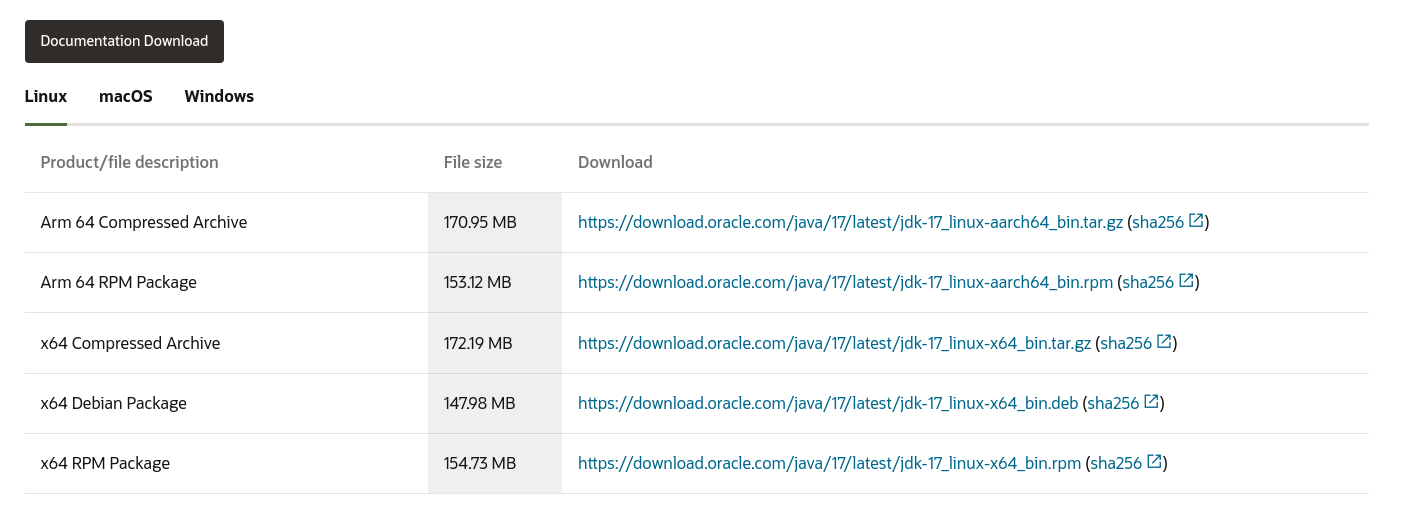 Documentation Download
Linux macOS Windows
Product/file description File size Download
Arm 64 Compressed Archive 170.95 MB https://download.oracle.com/java/17/latest/jdk-17_linux-aarch64_bin.tar.gz (sha256)
Arm 64 RPM Package 153.12 MB https://download.oracle.com/java/17/latest/jdk-17_linux-aarch64_bin.rpm (sha256)
x64 Compressed Archive 172.19 MB https://download.oracle.com/java/17/latest/jdk-17_linux-x64_bin.tar.gz (sha256)
x64 Debian Package 147.98 MB https://download.oracle.com/java/17/latest/jdk-17_linux-x64_bin.deb (sha256)
x64 RPM Package 154.73 MB https://download.oracle.com/java/17/latest/jdk-17_linux-x64_bin.rpm (sha256)